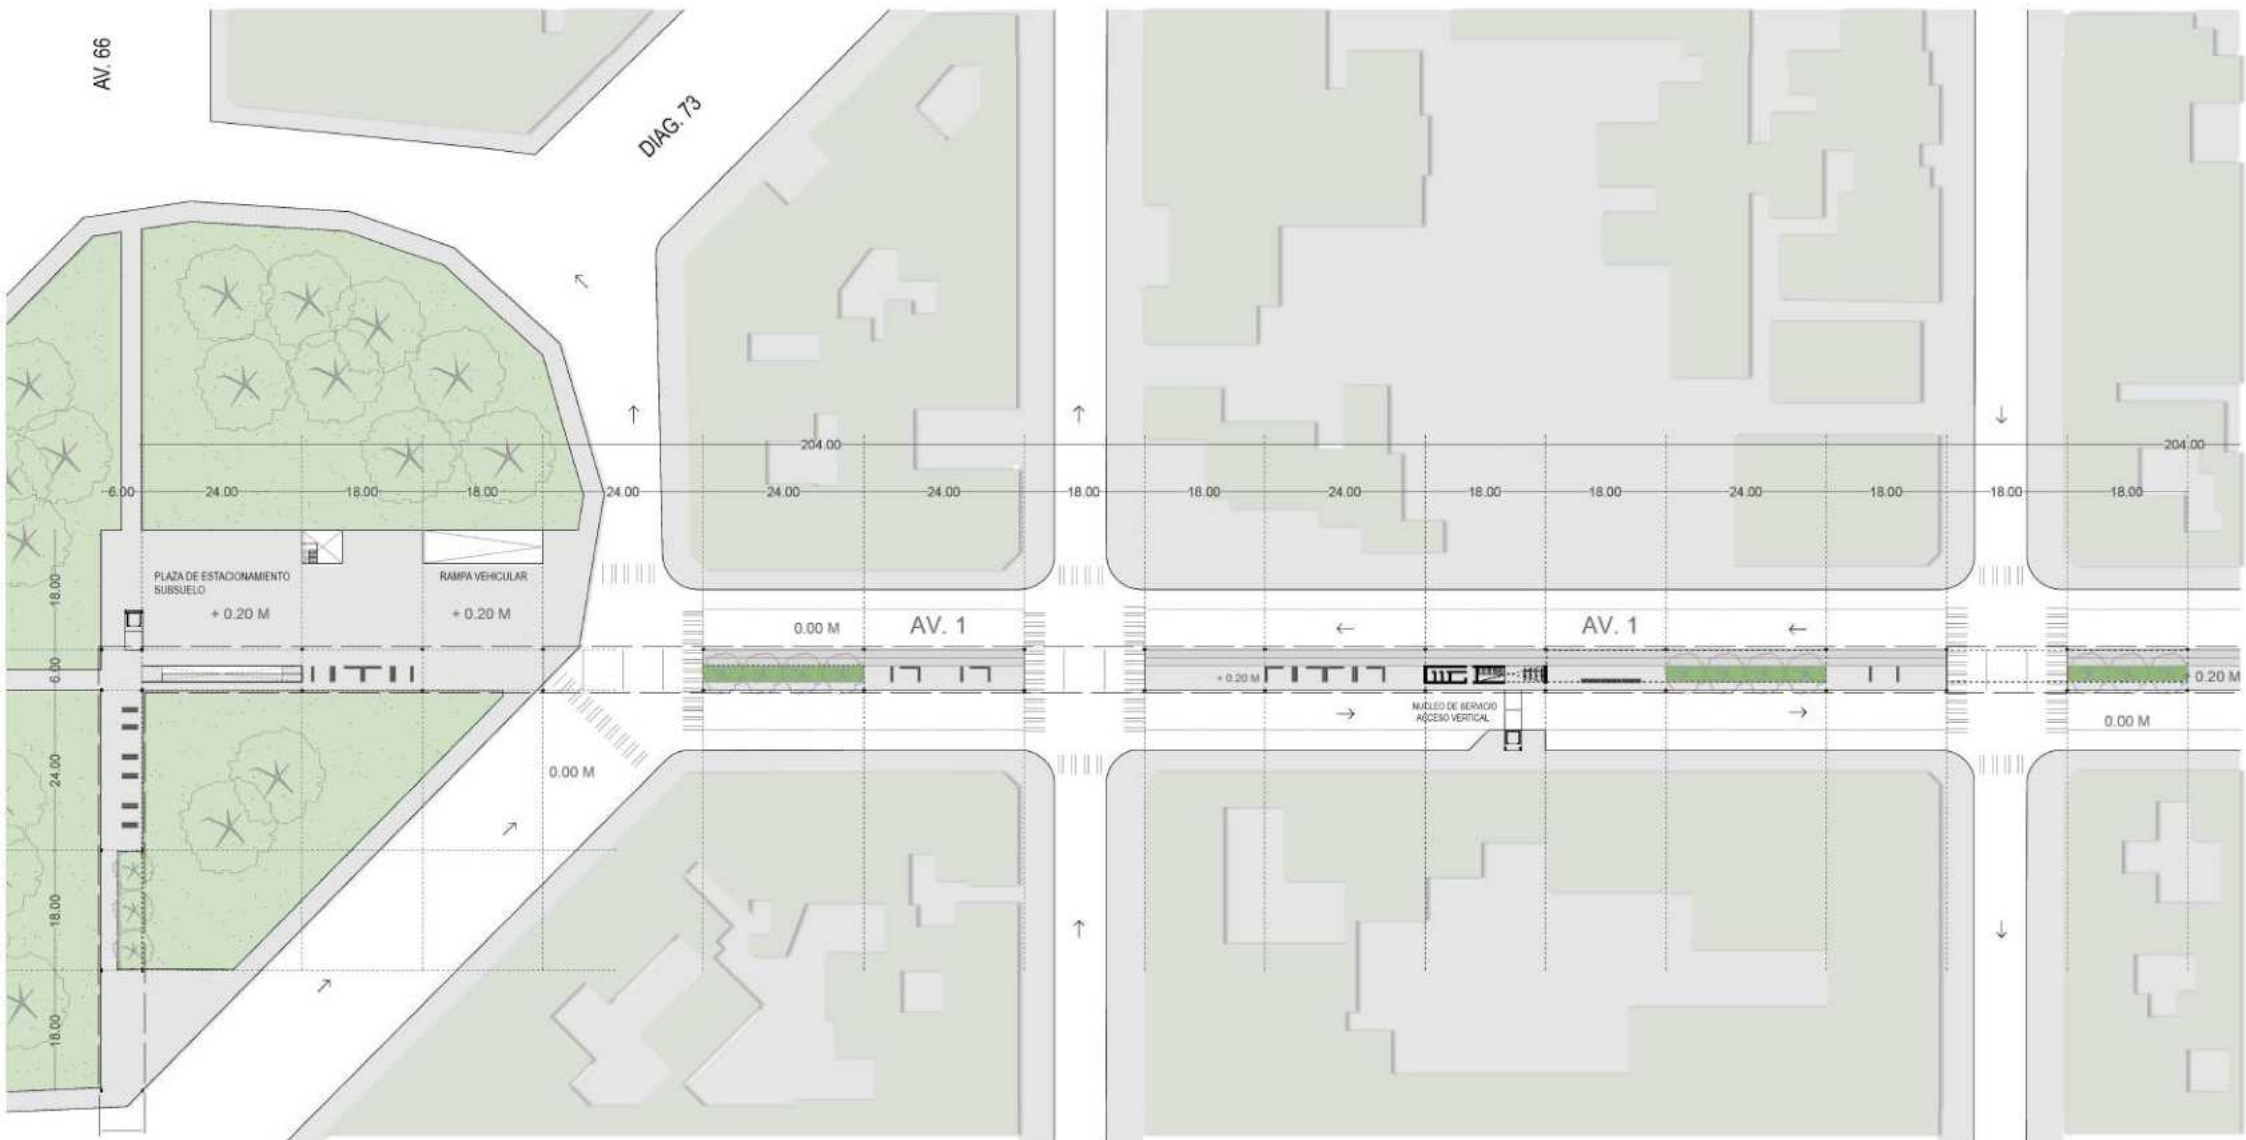 AV. 66
DIAG. 73
204.00 204.00
6.00 24.00 18.00 18.00 24.00 24.00 24.00 18.00 18.00 24.00 18.00 18.00 24.00 18.00 18.00 18.00
PLAZA DE ESTACIONAMIENTO
SUBSUELO
RAMPA VEHICULAR
+ 0.20 M
+ 0.20 M
18.00
0.00 M
AV. 1
AV. 1
6.00
+ 0.20 M
+ 0.20 M
NUCLEO DE SERVICIO
ACCESO VERTICAL
0.00 M
24.00
0.00 M
18.00
18.00